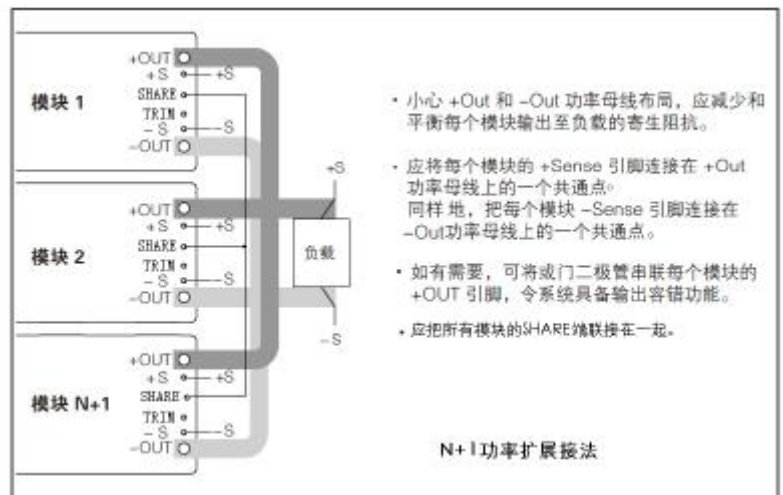 模块 1
+OUT
+S
+S
SHARE
TRIM
-S
-S
-OUT
模块 2
+OUT
+S
+S
SHARE
TRIM
-S
-S
-OUT
模块 N+1
+OUT
+S
+S
SHARE
TRIM
-S
-S
-OUT
+S
负载
-S
· 小心 +Out 和 -Out 功率母线布局，应减少和
平衡每个模块输出至负载的寄生阻抗。
· 应将每个模块的 +Sense 引脚连接在 +Out
功率母线上的一个共通点。
同样地，把每个模块 -Sense 引脚连接在
-Out功率母线上的一个共通点。
· 如有需要，可将或门二极管串联每个模块的
+OUT 引脚，令系统具备输出容错功能。
· 应把所有模块的SHARE端联接在一起。
N+1功率扩展接法